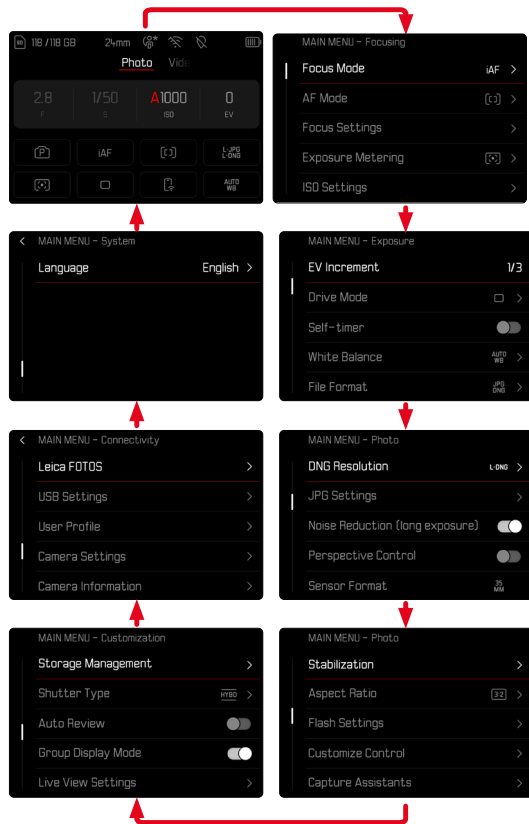 118 /118 GB 24mm
Photo Vide
2.8 1/50 A1000 0
F S ISO EV
P iAF L-JPG
L-DNG
AUTO
WB
MAIN MENU – Focusing
Focus Mode iAF
AF Mode
Focus Settings
Exposure Metering
ISO Settings
MAIN MENU – System
Language English
MAIN MENU – Exposure
EV Increment 1/3
Drive Mode
Self-timer
White Balance AUTO
WB
File Format JPG
DNG
MAIN MENU – Connectivity
Leica FOTOS
USB Settings
User Profile
Camera Settings
Camera Information
MAIN MENU – Photo
DNG Resolution L-DNG
JPG Settings
Noise Reduction (long exposure)
Perspective Control
Sensor Format 35
MM
MAIN MENU – Customization
Storage Management
Shutter Type HYBD
Auto Review
Group Display Mode
Live View Settings
MAIN MENU – Photo
Stabilization
Aspect Ratio 3:2
Flash Settings
Customize Control
Capture Assistants